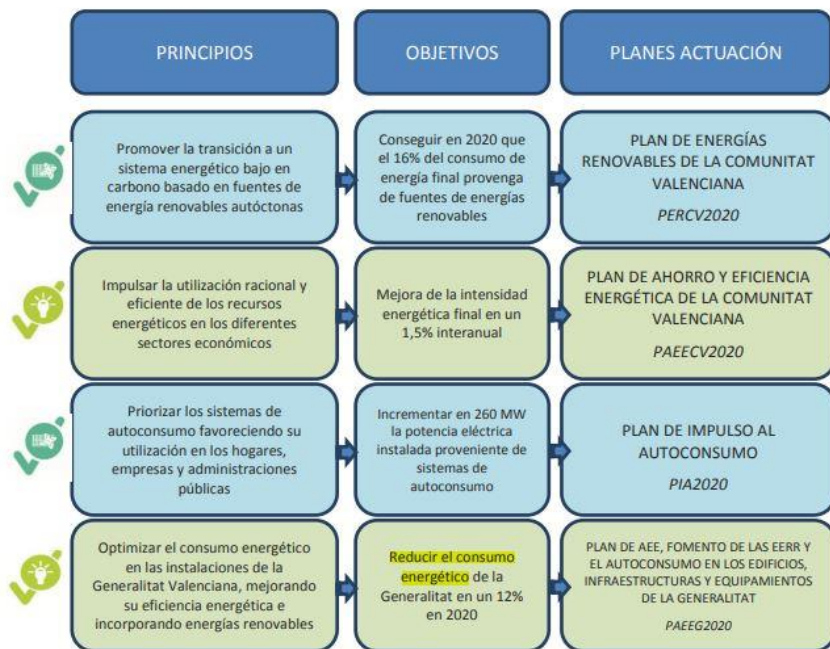 PRINCIPIOS
OBJETIVOS
PLANES ACTUACIÓN
Promover la transición a un
sistema energético bajo en
carbono basado en fuentes de
energía renovables autóctonas
Conseguir en 2020 que
el 16% del consumo de
energía final provenga
de fuentes de energías
renovables
PLAN DE ENERGÍAS
RENOVABLES DE LA COMUNITAT
VALENCIANA
PERCV2020
Impulsar la utilización racional y
eficiente de los recursos
energéticos en los diferentes
sectores económicos
Mejora de la intensidad
energética final en un
1,5% interanual
PLAN DE AHORRO Y EFICIENCIA
ENERGÉTICA DE LA COMUNITAT
VALENCIANA
PAEECV2020
Priorizar los sistemas de
autoconsumo favoreciendo su
utilización en los hogares,
empresas y administraciones
públicas
Incrementar en 260 MW
la potencia eléctrica
instalada proveniente de
sistemas de
autoconsumo
PLAN DE IMPULSO AL
AUTOCONSUMO
PIA2020
Optimizar el consumo energético
en las instalaciones de la
Generalitat Valenciana, mejorando
su eficiencia energética e
incorporando energías renovables
Reducir el consumo
energético de la
Generalitat en un 12%
en 2020
PLAN DE AEE, FOMENTO DE LAS EERR Y
EL AUTOCONSUMO EN LOS EDIFICIOS,
INFRAESTRUCTURAS Y EQUIPAMIENTOS
DE LA GENERALITAT
PAEEG2020